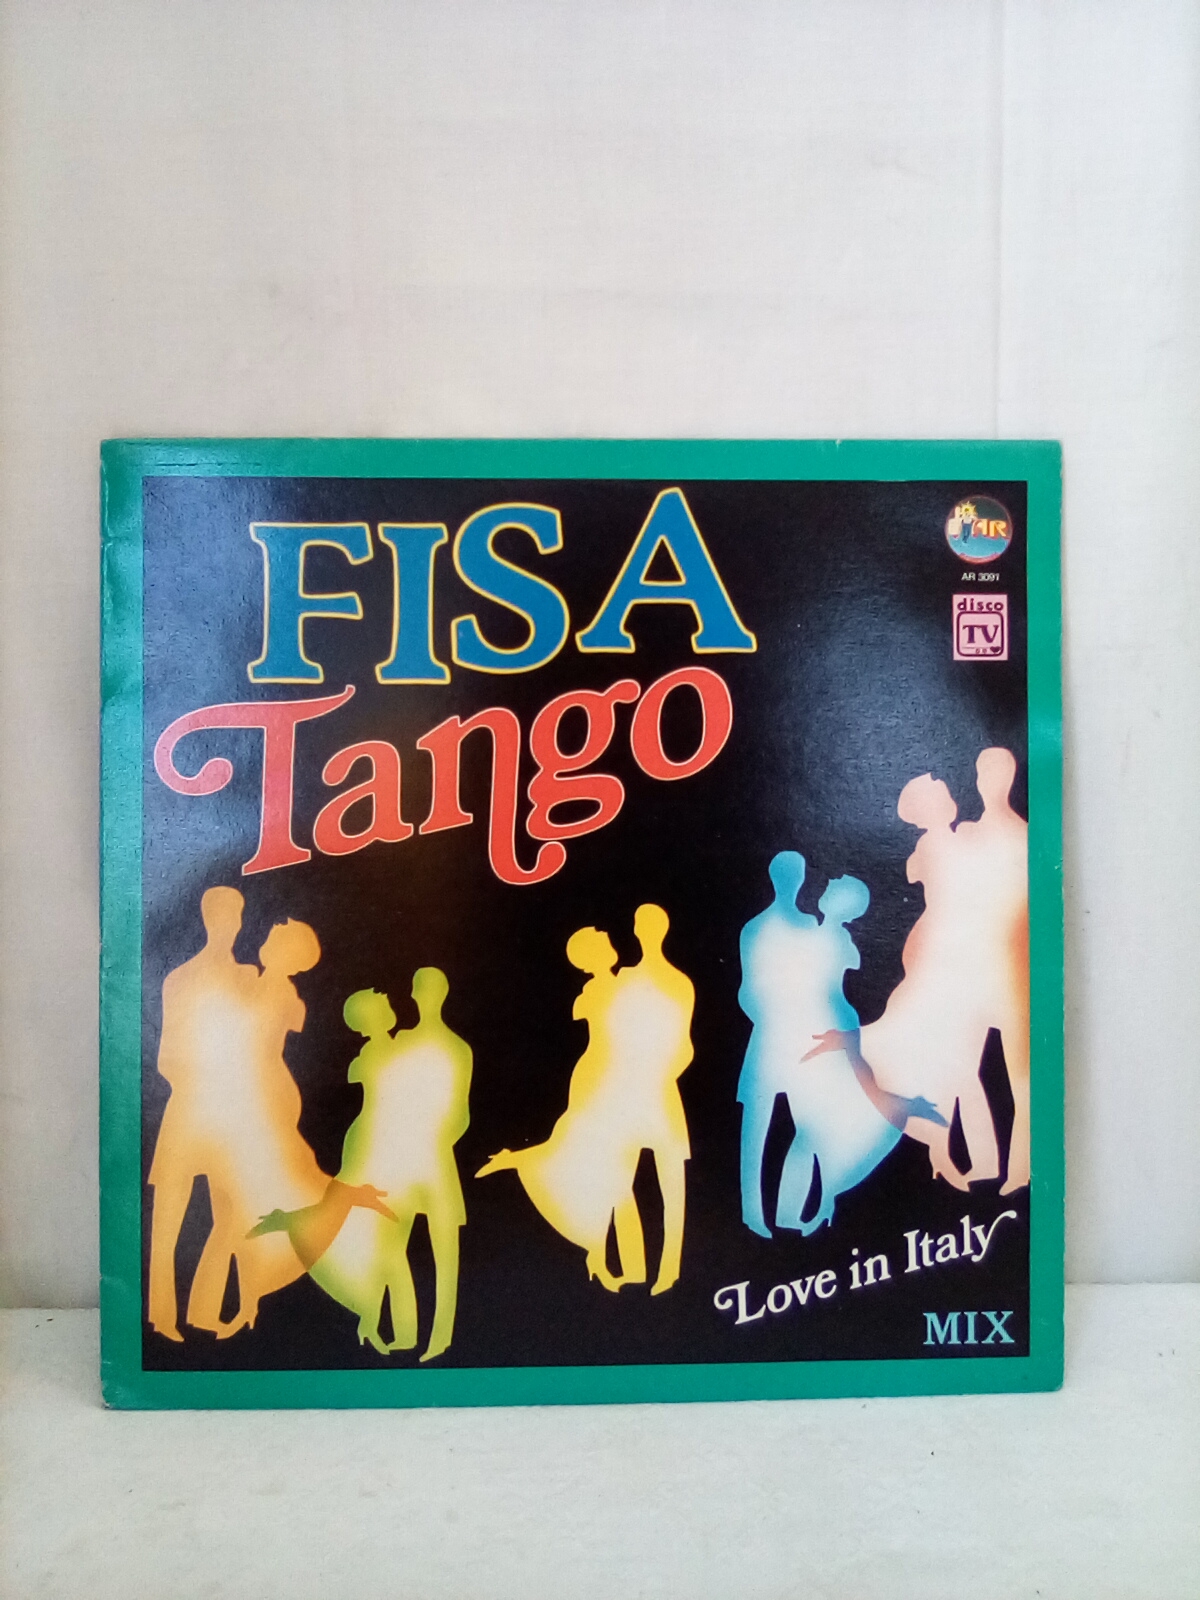 FISA
Tango
AR
AR 3091
disco
TV
Love in Italy
MIX